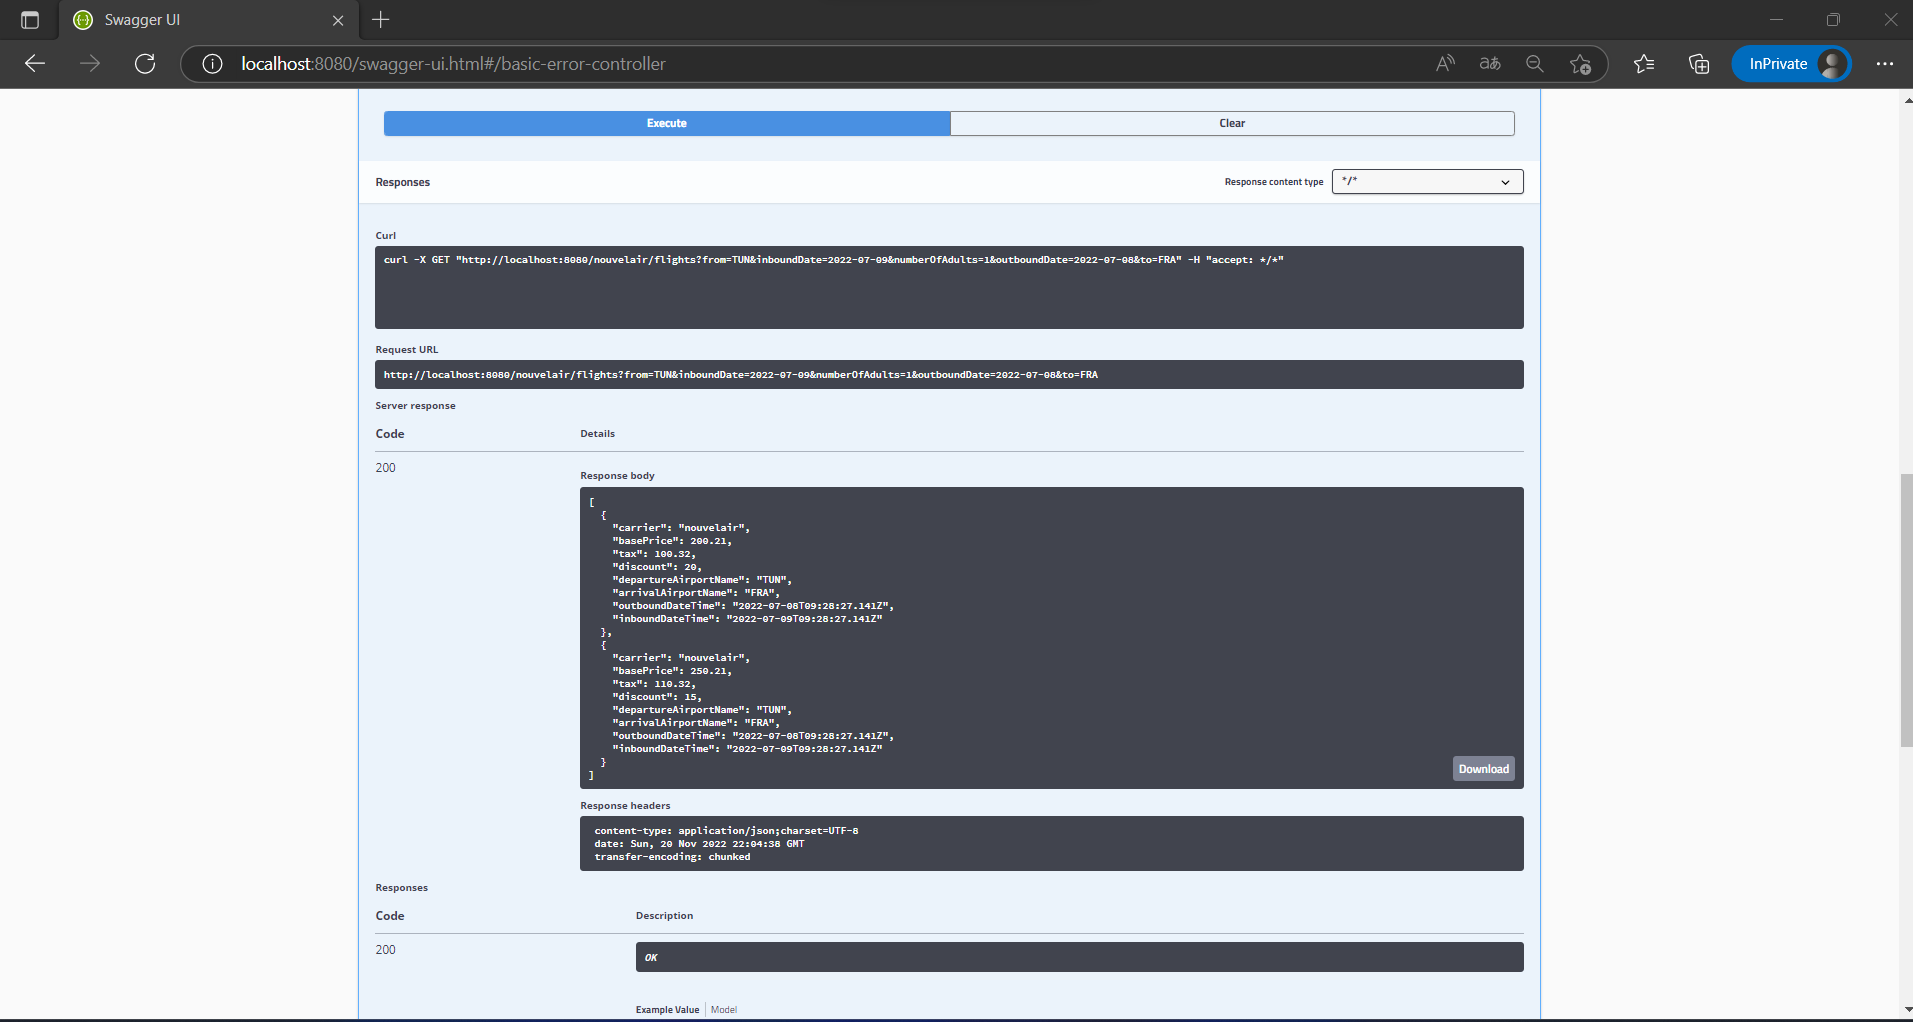 Swagger UI
localhost:8080/swagger-ui.html#/basic-error-controller
aあ
InPrivate
Execute
Clear
Responses
Response content type
*/*
Curl
curl -X GET "http://localhost:8080/nouvelair/flights?from=TUN&inboundDate=2022-07-09&numberOfAdults=1&outboundDate=2022-07-08&to=FRA" -H "accept: */*"
Request URL
http://localhost:8080/nouvelair/flights?from=TUN&inboundDate=2022-07-09&numberOfAdults=1&outboundDate=2022-07-08&to=FRA
Server response
Code
Details
200
Response body
[
  {
    "carrier": "nouvelair",
    "basePrice": 200.21,
    "tax": 100.32,
    "discount": 20,
    "departureAirportName": "TUN",
    "arrivalAirportName": "FRA",
    "outboundDateTime": "2022-07-08T09:28:27.141Z",
    "inboundDateTime": "2022-07-09T09:28:27.141Z"
  },
  {
    "carrier": "nouvelair",
    "basePrice": 250.21,
    "tax": 110.32,
    "discount": 15,
    "departureAirportName": "TUN",
    "arrivalAirportName": "FRA",
    "outboundDateTime": "2022-07-08T09:28:27.141Z",
    "inboundDateTime": "2022-07-09T09:28:27.141Z"
  }
]
Download
Response headers
content-type: application/json;charset=UTF-8
date: Sun, 20 Nov 2022 22:04:38 GMT
transfer-encoding: chunked
Responses
Code
Description
200
OK
Example Value
Model